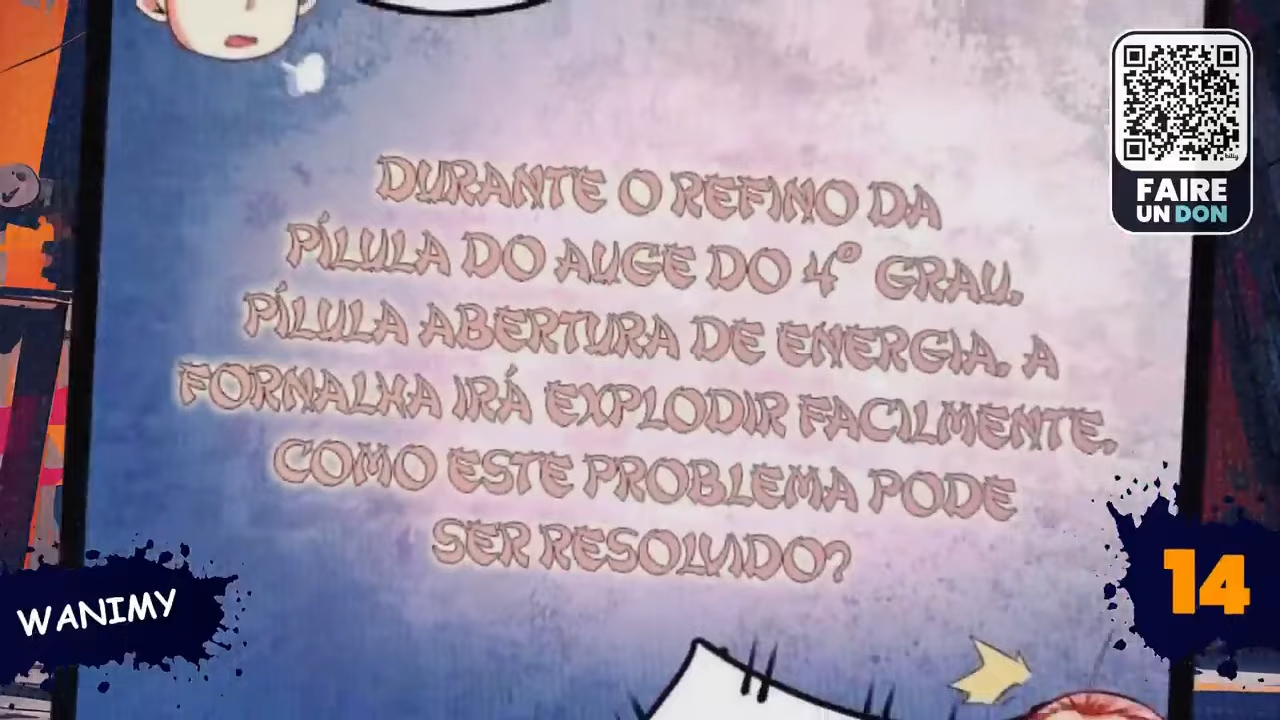 FAIRE
UN DON
DURANTE O REFINO DA
PÍLULA DO AUGE DO 4º GRAU,
PÍLULA ABERTURA DE ENERGIA, A
FORNALHA IRÁ EXPLODIR FACILMENTE,
COMO ESTE PROBLEMA PODE
SER RESOLVIDO?
WANIMY
14